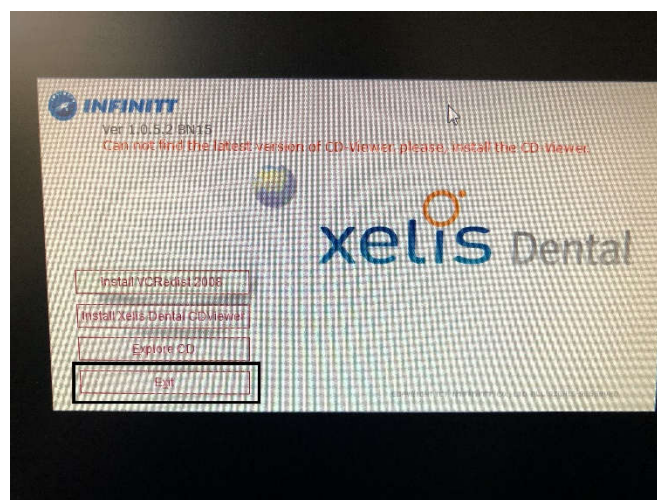 INFINITT
ver 1.0.5.2 BN15
Can not find the latest version of CD-Viewer. please, install the CD-Viewer.
xelis Dental
Install VCRedist 2008
Install Xelis Dental CDViewer
Explore CD
Exit